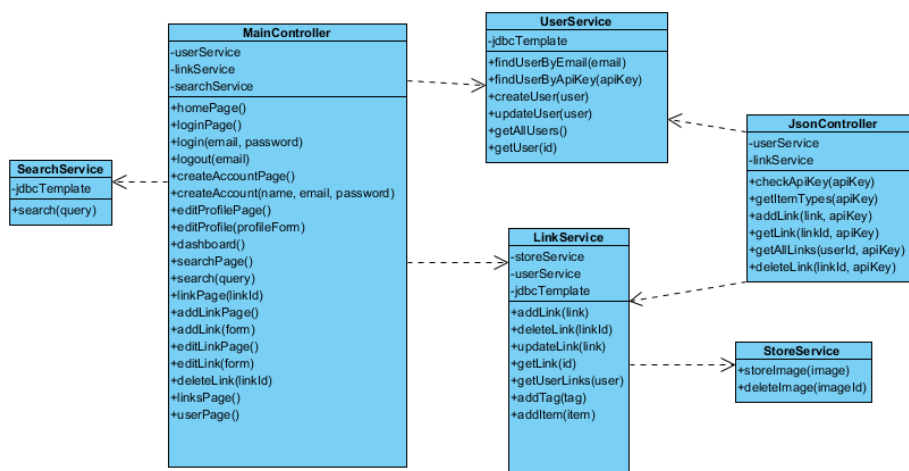 MainController
-userService
-linkService
-searchService
+homePage()
+loginPage()
+login(email, password)
+logout(email)
+createAccountPage()
+createAccount(name, email, password)
+editProfilePage()
+editProfile(profileForm)
+dashboard()
+searchPage()
+search(query)
+linkPage(linkId)
+addLinkPage()
+addLink(form)
+editLinkPage()
+editLink(form)
+deleteLink(linkId)
+linksPage()
+userPage()
UserService
-jdbcTemplate
+findUserByEmail(email)
+findUserByApiKey(apiKey)
+createUser(user)
+updateUser(user)
+getAllUsers()
+getUser(id)
JsonController
-userService
-linkService
+checkApiKey(apiKey)
+getItemTypes(apiKey)
+addLink(link, apiKey)
+getLink(linkId, apiKey)
+getAllLinks(userId, apiKey)
+deleteLink(linkId, apiKey)
SearchService
-jdbcTemplate
+search(query)
LinkService
-storeService
-userService
-jdbcTemplate
+addLink(link)
+deleteLink(linkId)
+updateLink(link)
+getLink(id)
+getUserLinks(user)
+addTag(tag)
+addItem(item)
StoreService
+storeImage(image)
+deleteImage(imageId)